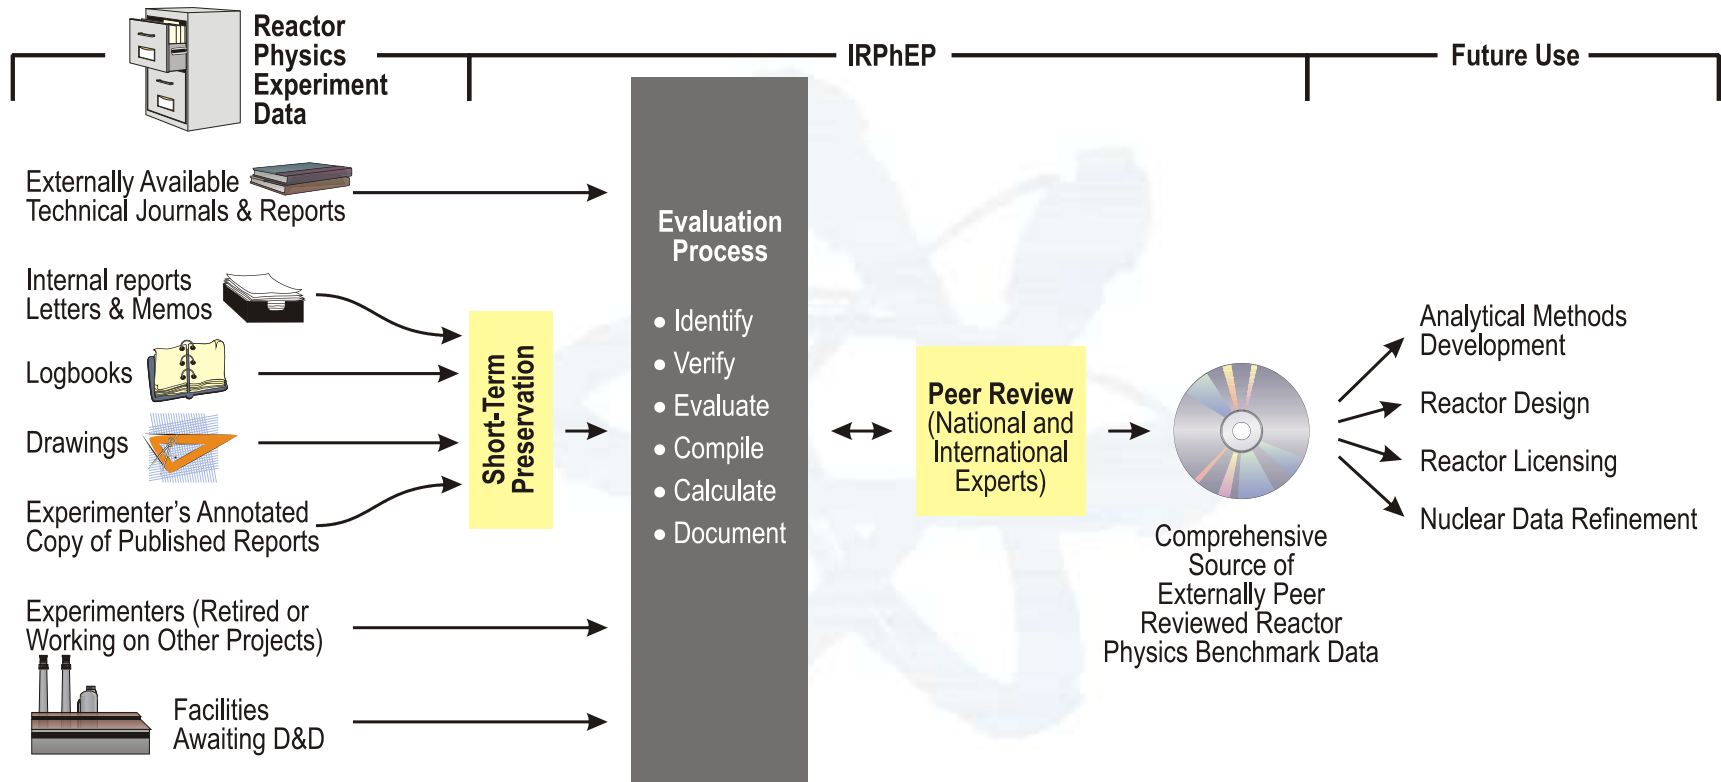 Reactor
Physics
Experiment
Data
IRPhEP
Future Use
Externally Available
Technical Journals & Reports
Internal reports
Letters & Memos
Logbooks
Drawings
Experimenter's Annotated
Copy of Published Reports
Experimenters (Retired or
Working on Other Projects)
Facilities
Awaiting D&D
Short-Term
Preservation
Evaluation
Process
• Identify
• Verify
• Evaluate
• Compile
• Calculate
• Document
Peer Review
(National and
International
Experts)
Comprehensive
Source of
Externally Peer
Reviewed Reactor
Physics Benchmark Data
Analytical Methods
Development
Reactor Design
Reactor Licensing
Nuclear Data Refinement